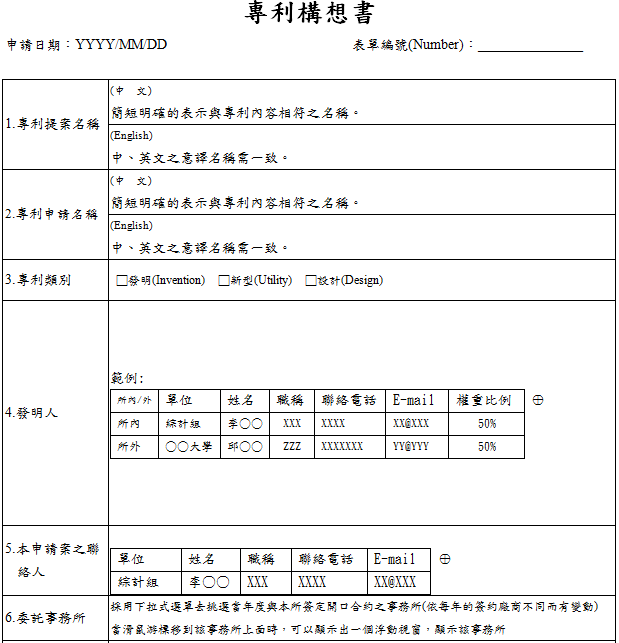 專利構想書
申請日期：YYYY/MM/DD 表單編號(Number)：_______________
1.專利提案名稱
(中 文)
簡短明確的表示與專利內容相符之名稱。
(English)
中、英文之意譯名稱需一致。
2.專利申請名稱
(中 文)
簡短明確的表示與專利內容相符之名稱。
(English)
中、英文之意譯名稱需一致。
3.專利類別 □發明(Invention) □新型(Utility) □設計(Design)
4.發明人
範例:
所內/外 單位 姓名 職稱 聯絡電話 E-mail 權重比例 ⊕
所內 綜計組 李○○ XXX XXXX XX@XXX 50%
所外 ○○大學 邱○○ ZZZ XXXXXXX YY@YYY 50%
5.本申請案之聯
絡人
單位 姓名 職稱 聯絡電話 E-mail ⊕
綜計組 李○○ XXX XXXX XX@XXX
6.委託事務所
採用下拉式選單去挑選當年度與本所簽定開口合約之事務所(依每年的簽約廠商不同而有變動)
當滑鼠游標移到該事務所上面時，可以顯示出一個浮動視窗，顯示該事務所